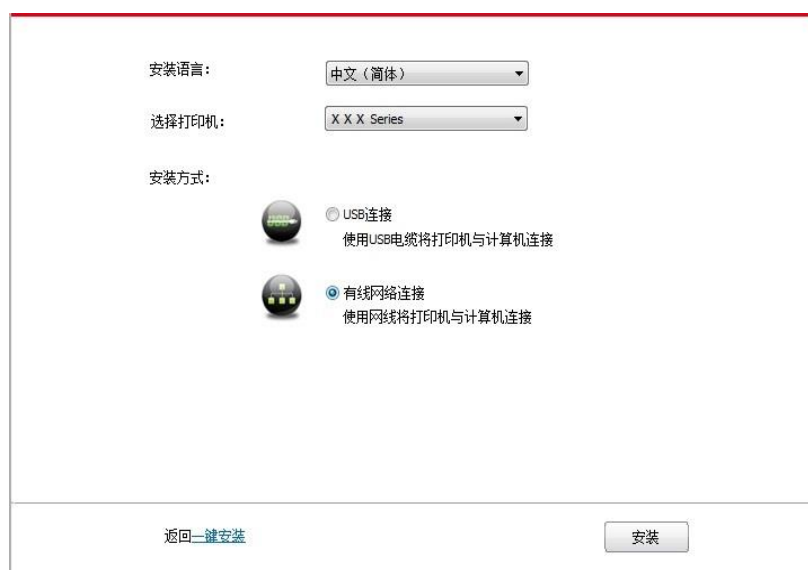 安装语言：
中文（简体）
选择打印机：
X X X Series
安装方式：
USB
USB连接
使用USB电缆将打印机与计算机连接
有线网络连接
使用网线将打印机与计算机连接
返回一键安装
安装